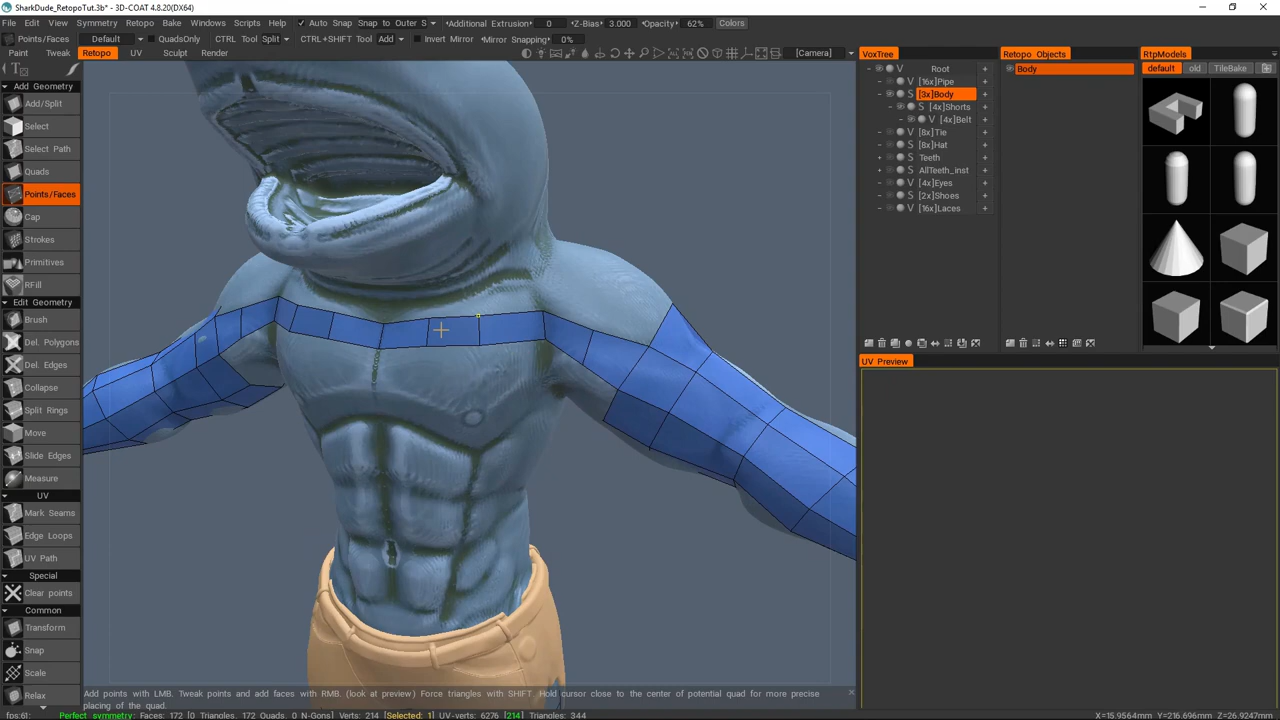 SharkDude_RetopoTut.3b* - 3D-COAT 4.8.20(DX64)
File Edit View Symmetry Retopo Bake Windows Scripts Help Auto Snap Snap to Outer S Additional Extrusion 0 Z-Bias 3.000 Opacity 62% Colors
Points/Faces Default QuadsOnly CTRL Tool Split CTRL+SHIFT Tool Add Invert Mirror Mirror Snapping 0%
Paint Tweak Retopo UV Sculpt Render [Camera]
Add Geometry
Add/Split
Select
Select Path
Quads
Points/Faces
Cap
Strokes
Primitives
RFill
Edit Geometry
Brush
Del. Polygons
Del. Edges
Collapse
Split Rings
Move
Slide Edges
Measure
UV
Mark Seams
Edge Loops
UV Path
Special
Clear points
Common
Transform
Snap
Scale
Relax
VoxTree
V Root
V [16x]Pipe
S [3x]Body
S [4x]Shorts
V [4x]Belt
S [8x]Tie
S [8x]Hat
S Teeth
S AllTeeth_inst
V [4x]Eyes
S [2x]Shoes
V [16x]Laces
Retopo Objects
Body
RtpModels
default old TileBake
UV Preview
Add points with LMB. Tweak points and add faces with RMB. (look at preview) Force triangles with SHIFT. Hold cursor close to the center of potential quad for more precise
placing of the quad.
fps:61; Perfect symmetry; Faces: 172 [0 Triangles, 172 Quads, 0 N-Gons] Verts: 214 [Selected: 1] UV-verts: 6276 [214] Triangles: 344 X=15.9564m Y=216.696m Z=26.9247m